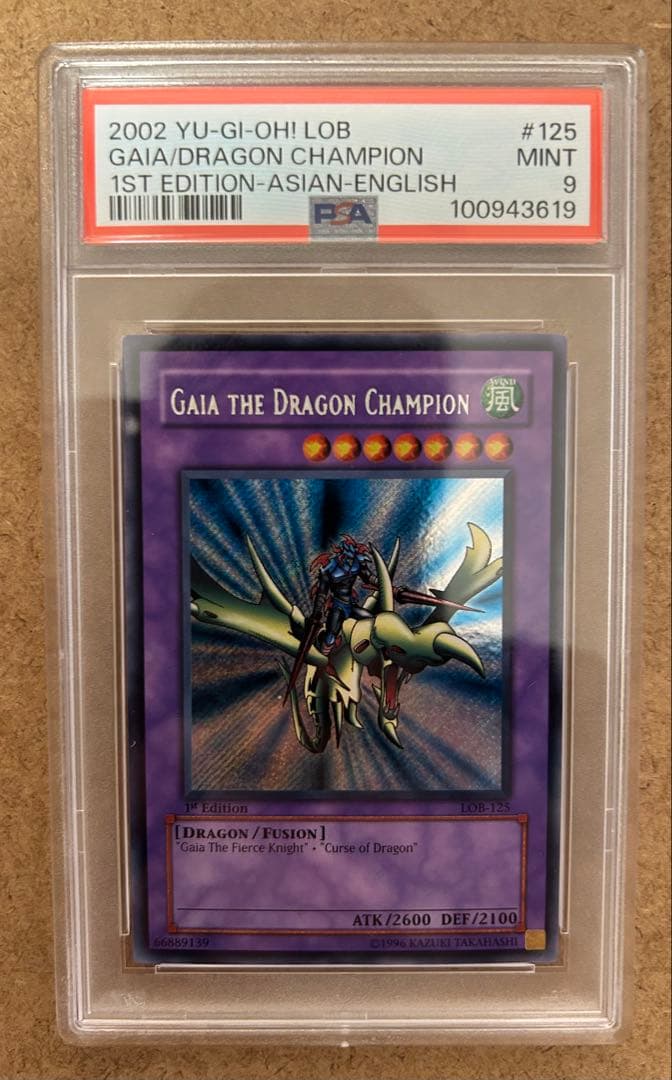 2002 YU-GI-OH! LOB #125
GAIA/DRAGON CHAMPION MINT
1ST EDITION-ASIAN-ENGLISH 9
PSA 100943619
GAIA THE DRAGON CHAMPION
WIND
風
1st Edition LOB-125
[DRAGON/FUSION]
"Gaia The Fierce Knight" • "Curse of Dragon"
ATK/2600 DEF/2100
66889139 ©1996 KAZUKI TAKAHASHI